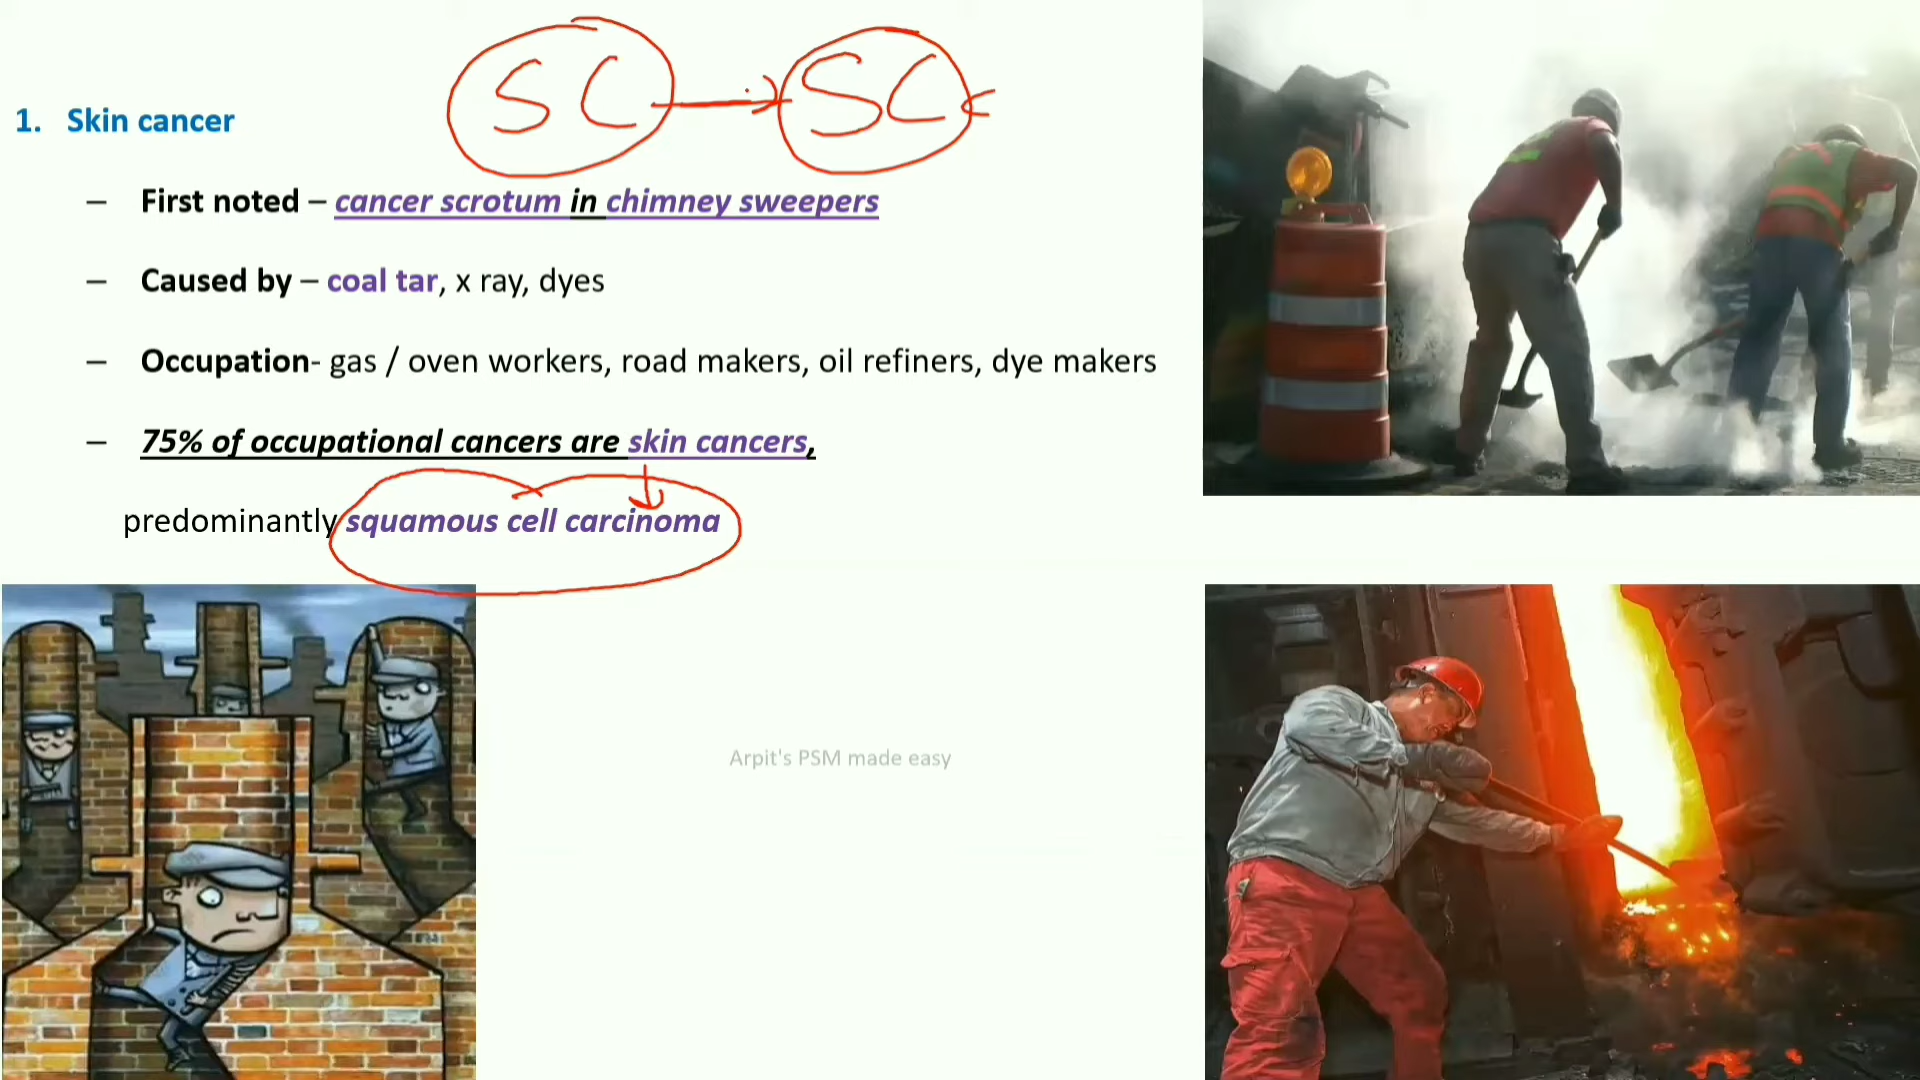 SC → SC
1. Skin cancer
– First noted – cancer scrotum in chimney sweepers
– Caused by – coal tar, x ray, dyes
– Occupation- gas / oven workers, road makers, oil refiners, dye makers
– 75% of occupational cancers are skin cancers,
predominantly squamous cell carcinoma
Arpit's PSM made easy